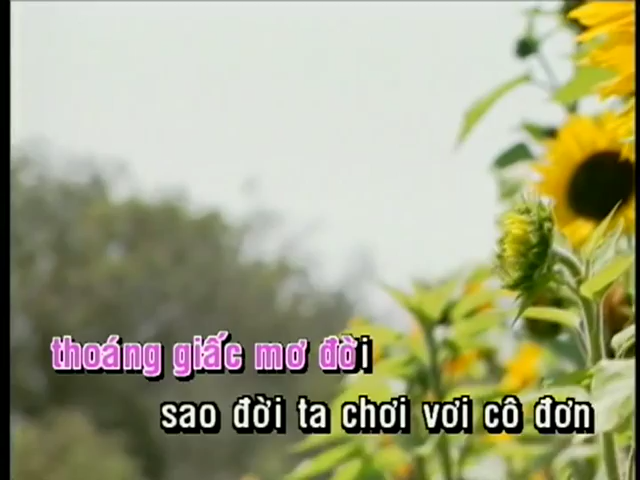 thoáng giấc mơ đời
sao đời ta chơi vơi cô đơn